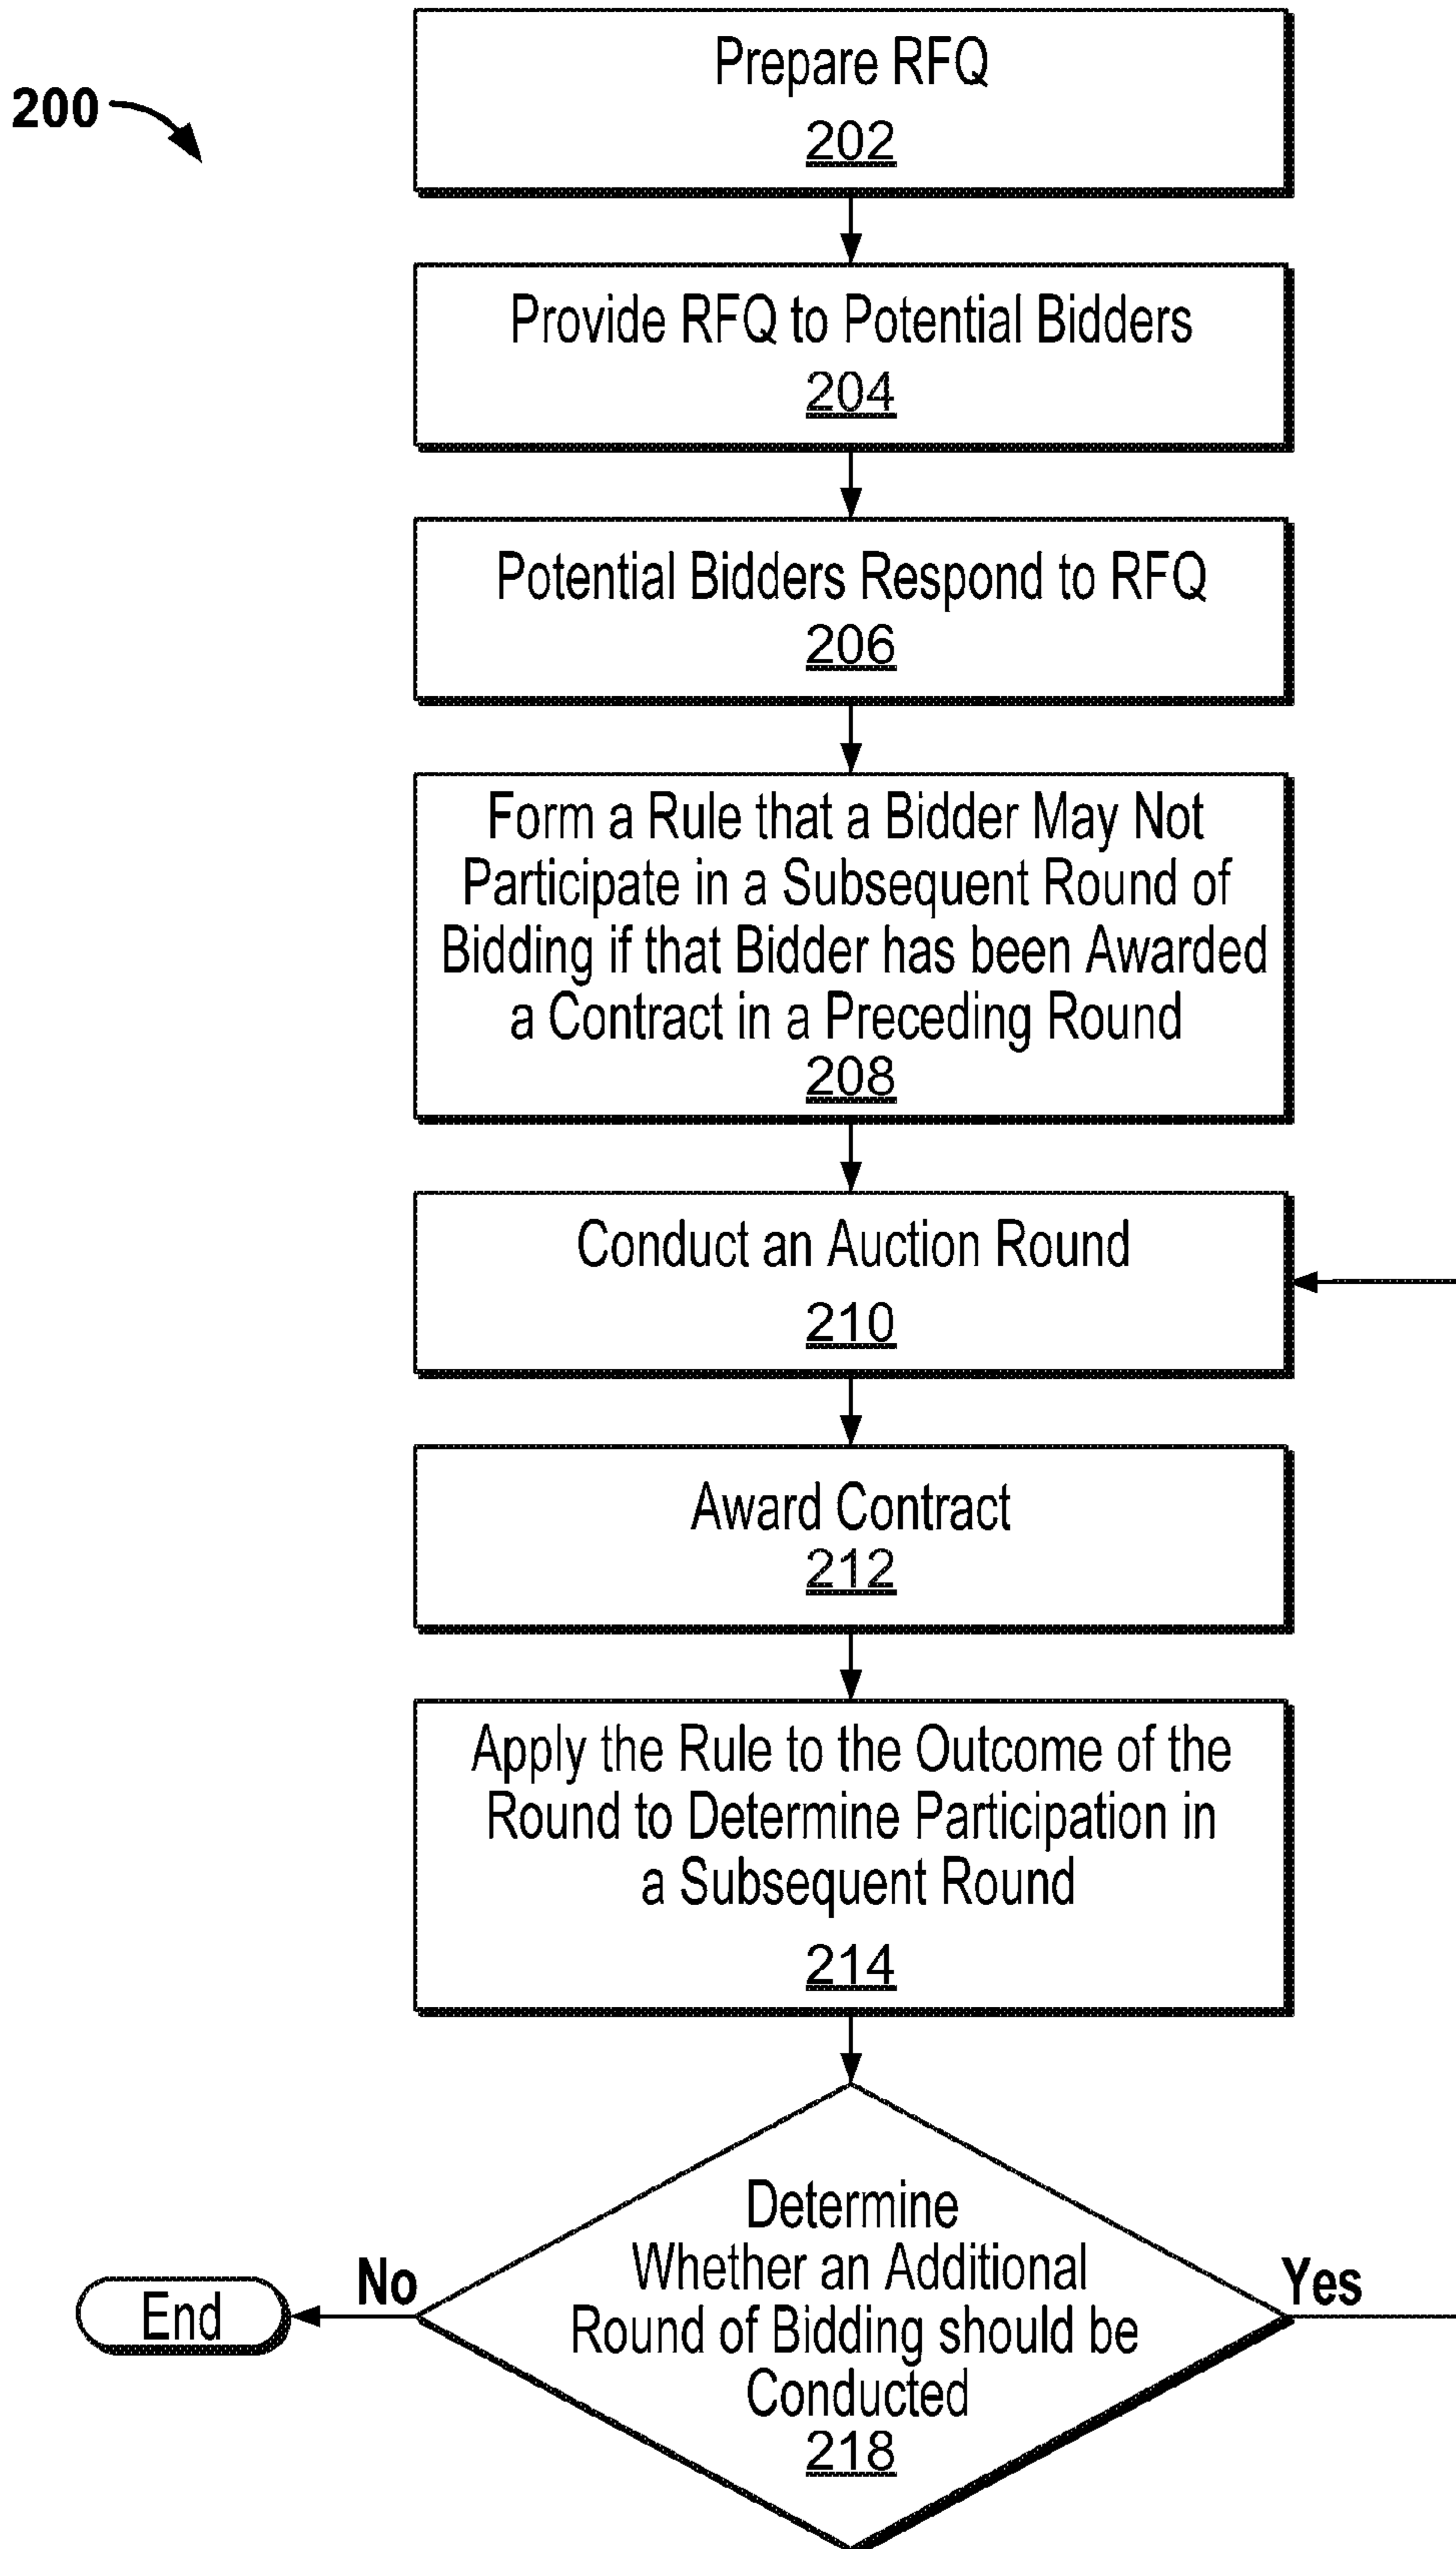 200
Prepare RFQ
202
Provide RFQ to Potential Bidders
204
Potential Bidders Respond to RFQ
206
Form a Rule that a Bidder May Not
Participate in a Subsequent Round of
Bidding if that Bidder has been Awarded
a Contract in a Preceding Round
208
Conduct an Auction Round
210
Award Contract
212
Apply the Rule to the Outcome of the
Round to Determine Participation in
a Subsequent Round
214
Determine
Whether an Additional
Round of Bidding should be
Conducted
218
No
End
Yes